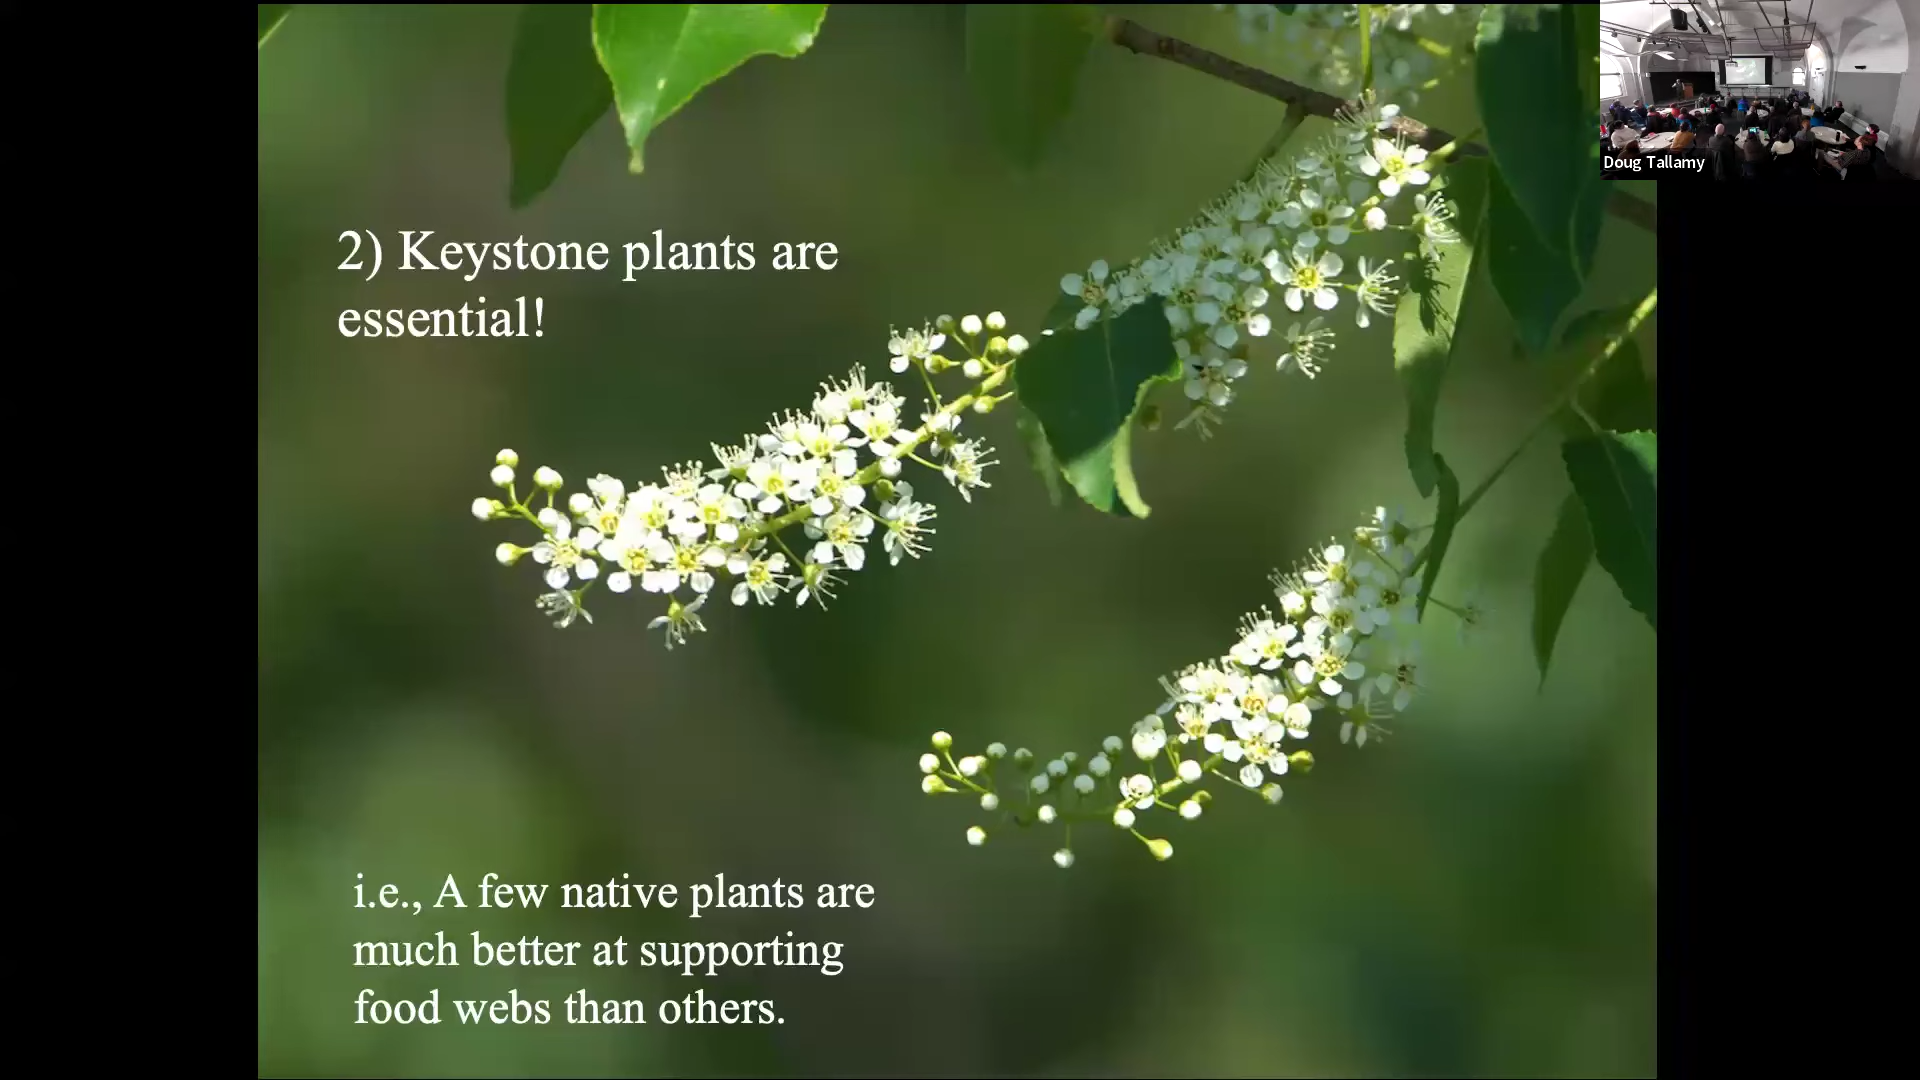 Doug Tallamy
2) Keystone plants are
essential!
i.e., A few native plants are
much better at supporting
food webs than others.